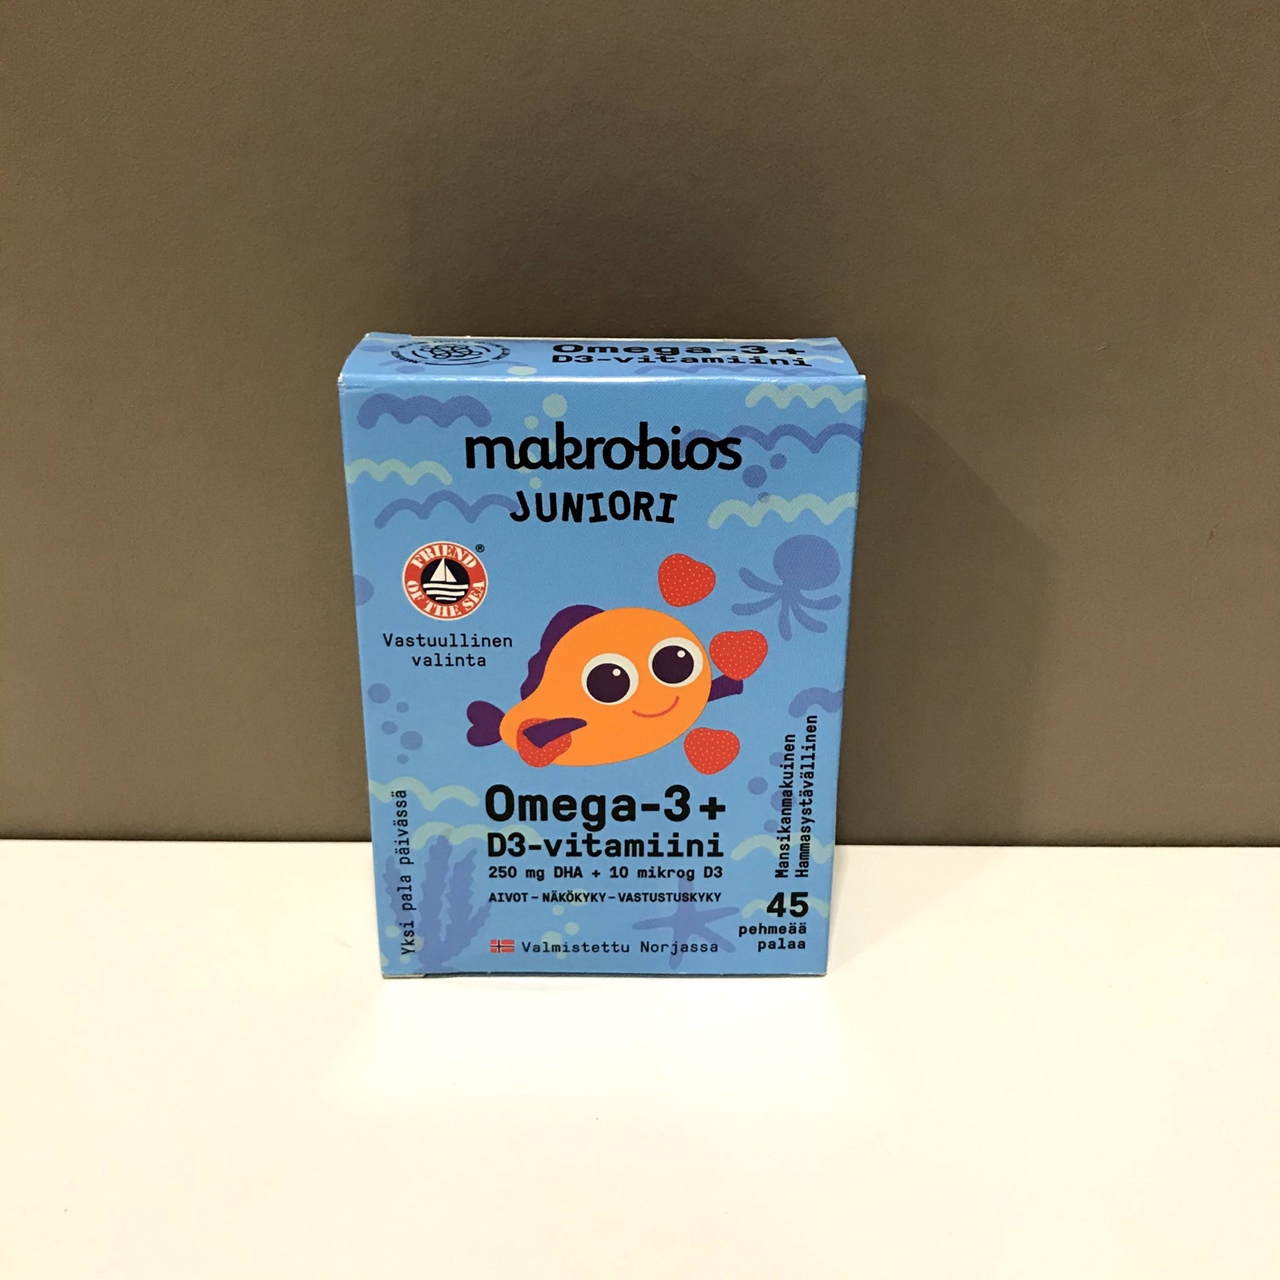 Omega-3+
D3-vitamiini
makrobios
JUNIORI
FRIEND
OF THE SEA
®
Vastuullinen
valinta
Omega-3+
D3-vitamiini
250 mg DHA + 10 mikrog D3
AIVOT-NÄKÖKYKY-VASTUSTUSKYKY
Valmistettu Norjassa
Yksi pala päivässä
Mansikanmakuinen
Hammasystävällinen
45
pehmeää
palaa